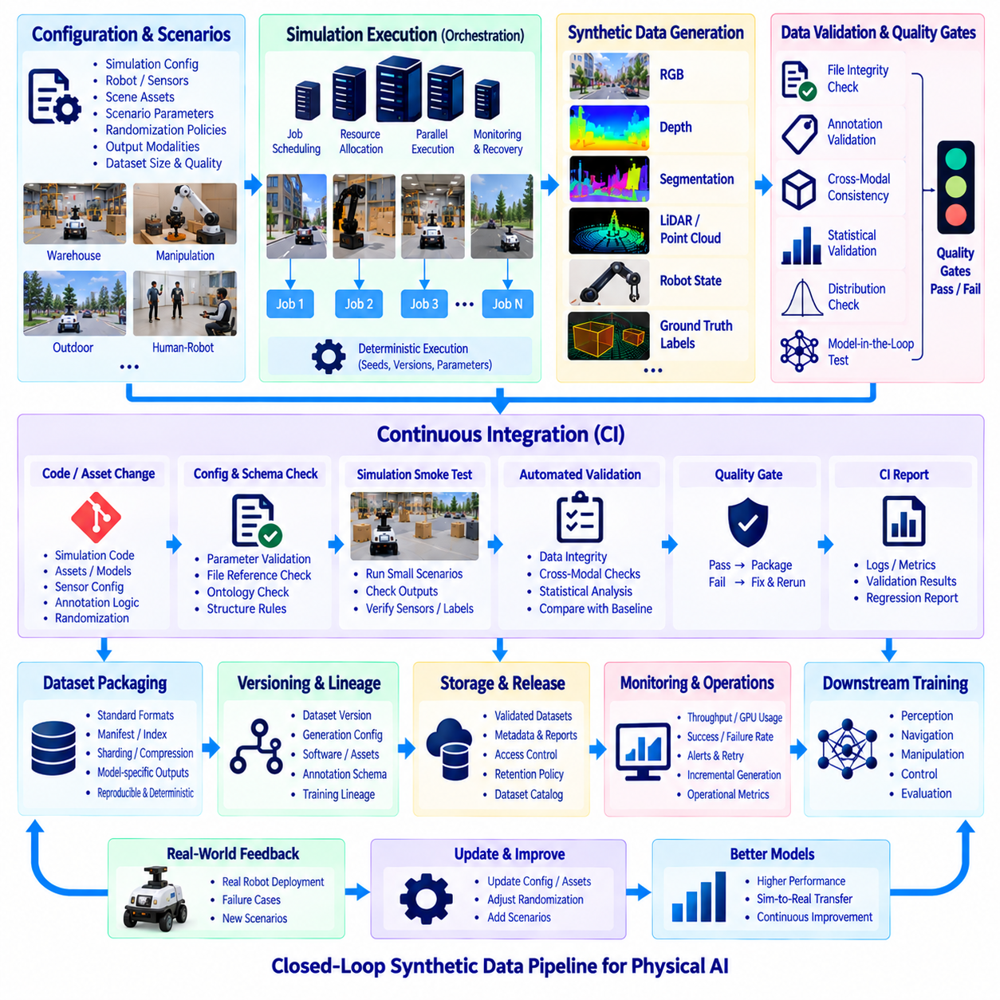 Configuration & Scenarios
• Simulation Config
• Robot / Sensors
• Scene Assets
• Scenario Parameters
• Randomization Policies
• Output Modalities
• Dataset Size & Quality
Warehouse
Manipulation
Outdoor
Human-Robot
•••
Simulation Execution (Orchestration)
Job
Scheduling
Resource
Allocation
Parallel
Execution
Monitoring
& Recovery
Job 1
Job 2
Job 3
•••
Job N
Deterministic Execution
(Seeds, Versions, Parameters)
Synthetic Data Generation
RGB
Depth
Segmentation
LiDAR /
Point Cloud
Robot State
Ground Truth
Labels
•••
Data Validation & Quality Gates
File Integrity
Check
Annotation
Validation
Cross-Modal
Consistency
Statistical
Validation
Distribution
Check
Model-in-the-Loop
Test
Quality
Gates
Pass / Fail
Continuous Integration (CI)
Code / Asset Change
• Simulation Code
• Assets / Models
• Sensor Config
• Annotation Logic
• Randomization
Config & Schema Check
• Parameter Validation
• File Reference Check
• Ontology Check
• Structure Rules
Simulation Smoke Test
• Run Small Scenarios
• Check Outputs
• Verify Sensors / Labels
Automated Validation
• Data Integrity
• Cross-Modal Checks
• Statistical Analysis
• Compare with Baseline
Quality Gate
Pass → Package
Fail → Fix & Rerun
CI Report
• Logs / Metrics
• Validation Results
• Regression Report
Dataset Packaging
• Standard Formats
• Manifest / Index
• Sharding / Compression
• Model-specific Outputs
• Reproducible & Deterministic
Versioning & Lineage
• Dataset Version
• Generation Config
• Software / Assets
• Annotation Schema
• Training Lineage
Storage & Release
• Validated Datasets
• Metadata & Reports
• Access Control
• Retention Policy
• Dataset Catalog
Monitoring & Operations
• Throughput / GPU Usage
• Success / Failure Rate
• Alerts & Retry
• Incremental Generation
• Operational Metrics
Downstream Training
• Perception
• Navigation
• Manipulation
• Control
• Evaluation
Real-World Feedback
• Real Robot Deployment
• Failure Cases
• New Scenarios
Update & Improve
• Update Config / Assets
• Adjust Randomization
• Add Scenarios
Better Models
• Higher Performance
• Sim-to-Real Transfer
• Continuous Improvement
Closed-Loop Synthetic Data Pipeline for Physical AI